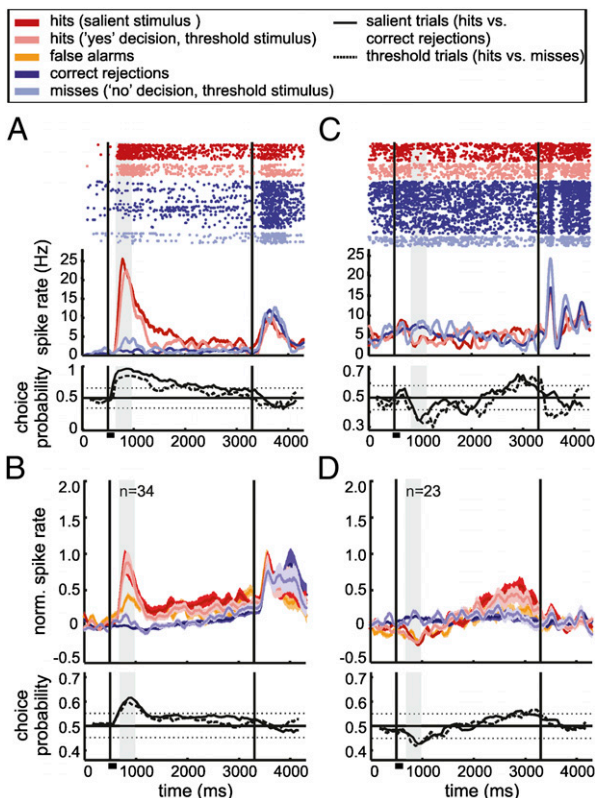 hits (salient stimulus )
hits ('yes' decision, threshold stimulus)
false alarms
correct rejections
misses ('no' decision, threshold stimulus)
salient trials (hits vs.
correct rejections)
threshold trials (hits vs. misses)
A
spike rate (Hz)
25
20
15
10
5
0
choice
probability
1
0.5
0
0 1000 2000 3000 4000
C
25
20
15
10
5
0
0.7
0.5
0.3
0 1000 2000 3000 4000
B
n=34
norm. spike rate
2.0
1.5
1.0
0.5
0
-0.5
choice
probability
0.7
0.6
0.5
0.4
0 1000 2000 3000 4000
time (ms)
D
n=23
2.0
1.5
1.0
0.5
0
-0.5
0.7
0.6
0.5
0.4
0 1000 2000 3000 4000
time (ms)